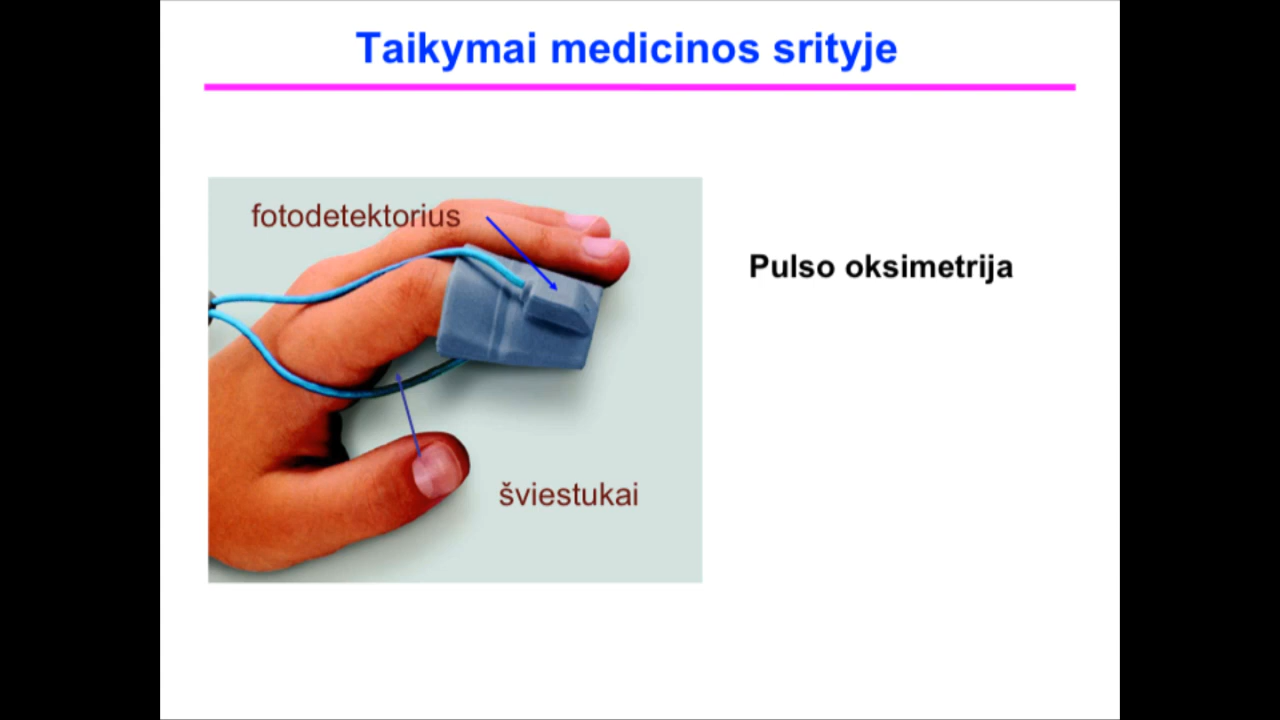 Taikymai medicinos srityje
fotodetektorius
Pulso oksimetrija
šviestukai